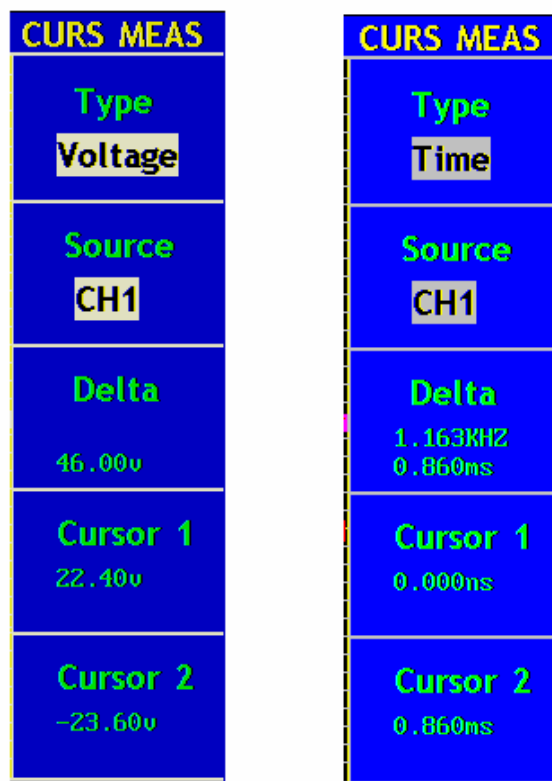 CURS MEAS
Type
Voltage
Source
CH1
Delta
46.00v
Cursor 1
22.40v
Cursor 2
-23.60v
CURS MEAS
Type
Time
Source
CH1
Delta
1.163KHZ
0.860ms
Cursor 1
0.000ns
Cursor 2
0.860ms